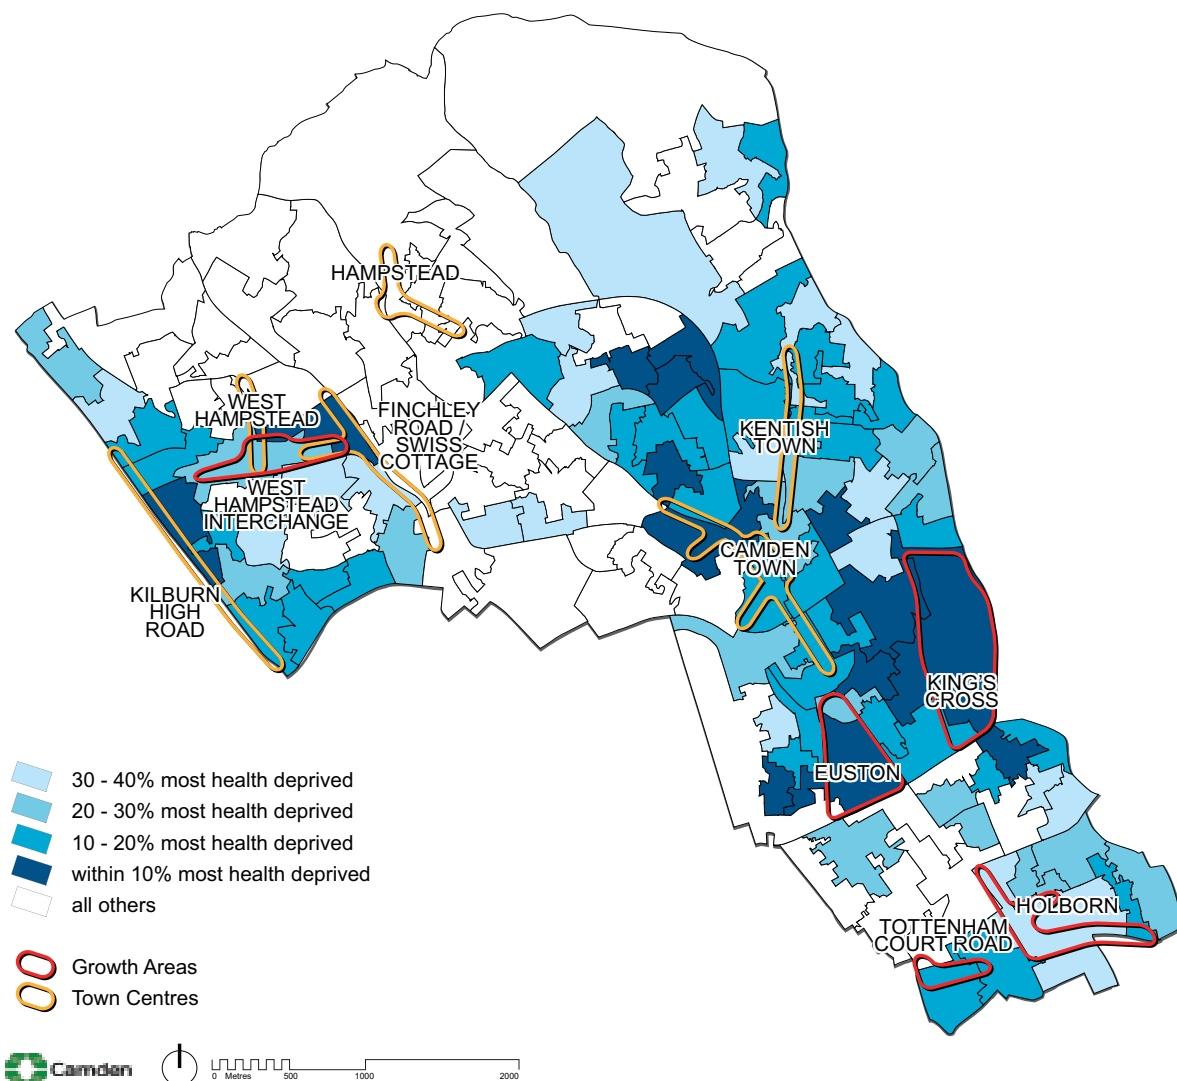 HAMPSTEAD
WEST
HAMPSTEAD
FINCHLEY
ROAD /
SWISS
COTTAGE
KENTISH
TOWN
WEST
HAMPSTEAD
INTERCHANGE
CAMDEN
TOWN
KILBURN
HIGH
ROAD
KING'S
CROSS
EUSTON
HOLBORN
TOTTENHAM
COURT ROAD
30 - 40% most health deprived
20 - 30% most health deprived
10 - 20% most health deprived
within 10% most health deprived
all others
Growth Areas
Town Centres
Camden
0 Metres 500 1000 2000